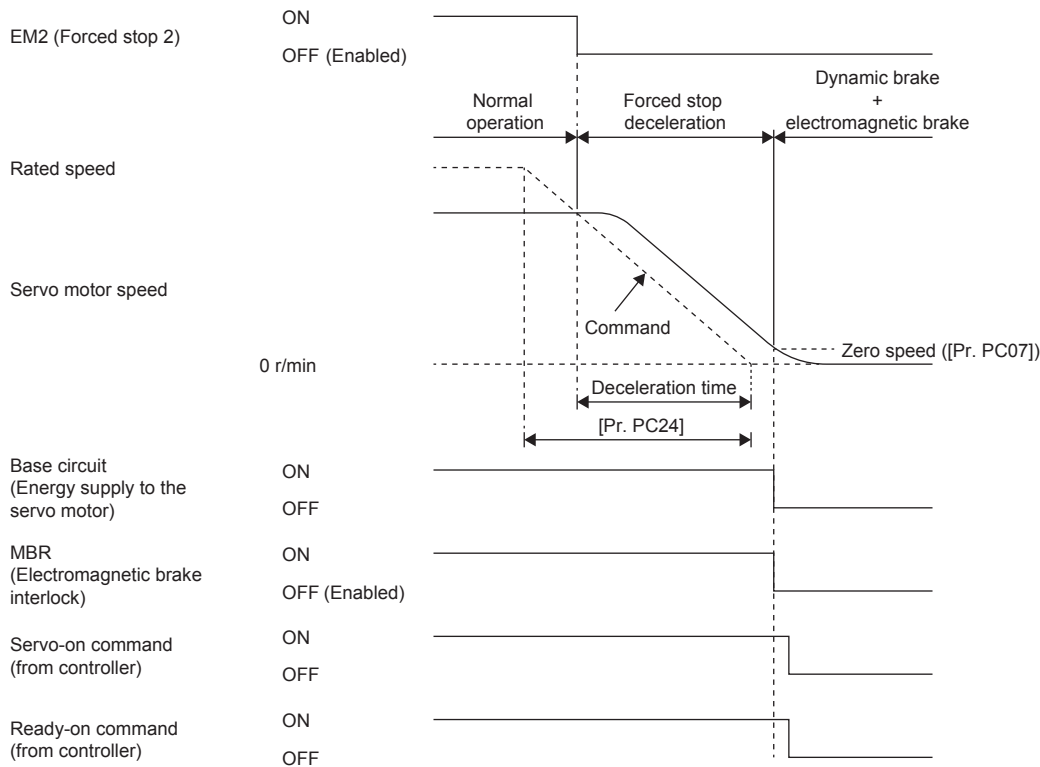 EM2 (Forced stop 2)
ON
OFF (Enabled)
Normal
operation
Forced stop
deceleration
Dynamic brake
+
electromagnetic brake
Rated speed
Servo motor speed
Command
Zero speed ([Pr. PC07])
0 r/min
Deceleration time
[Pr. PC24]
Base circuit
(Energy supply to the
servo motor)
ON
OFF
MBR
(Electromagnetic brake
interlock)
ON
OFF (Enabled)
Servo-on command
(from controller)
ON
OFF
Ready-on command
(from controller)
ON
OFF